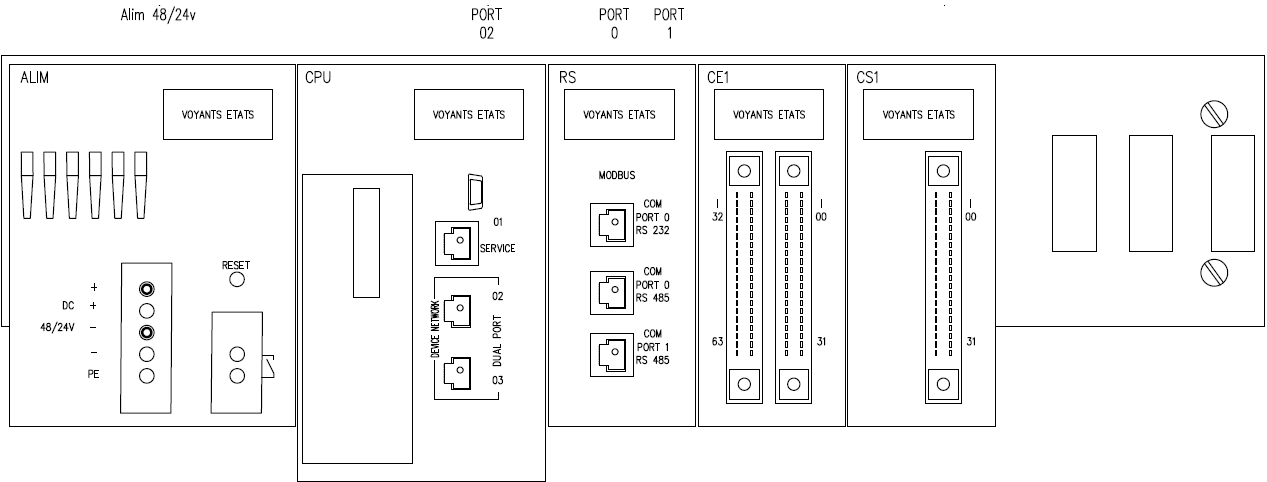 Alim 48/24v
PORT
02
PORT
0
PORT
1
ALIM
VOYANTS ETATS
RESET
+
DC +
48/24V -
-
PE
CPU
VOYANTS ETATS
01
SERVICE
DEVICE NETWORK
02
DUAL PORT
03
RS
VOYANTS ETATS
MODBUS
COM
PORT 0
RS 232
COM
PORT 0
RS 485
COM
PORT 1
RS 485
CE1
VOYANTS ETATS
32
00
63
31
CS1
VOYANTS ETATS
00
31